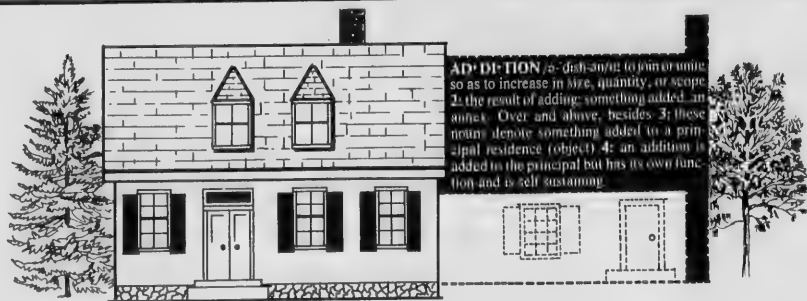 AD·DI·TION /ə-'dish-ən/n: to join or unite
so as to increase in size, quantity, or scope
2: the result of adding: something added an
annex. Over and above, besides 3: these
nouns denote something added to a prin-
cipal residence (object) 4: an addition is
added to the principal but has its own func-
tion and is self sustaining